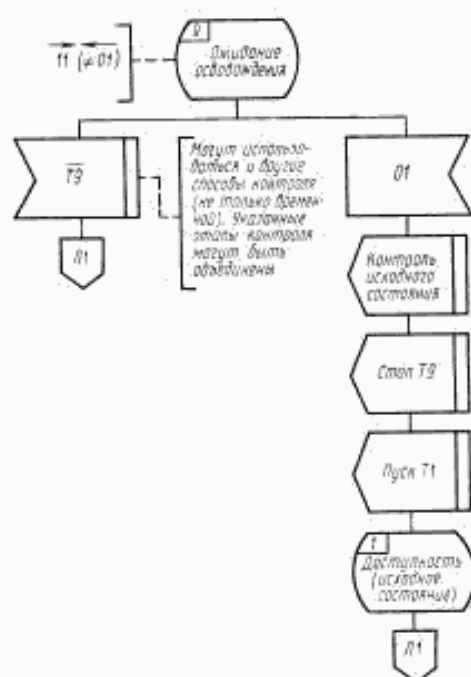 9
Ожидание
освобождения
11 (≠01)
T9
Могут использо-
ваться и другие
способы контроля
(не только времен-
ной). Указанные
этапы контроля
могут быть
объединены
01
Л1
Контроль
исходного
состояния
Стоп T9
Пуск T1
1
Доступность
(исходное
состояние)
Л1